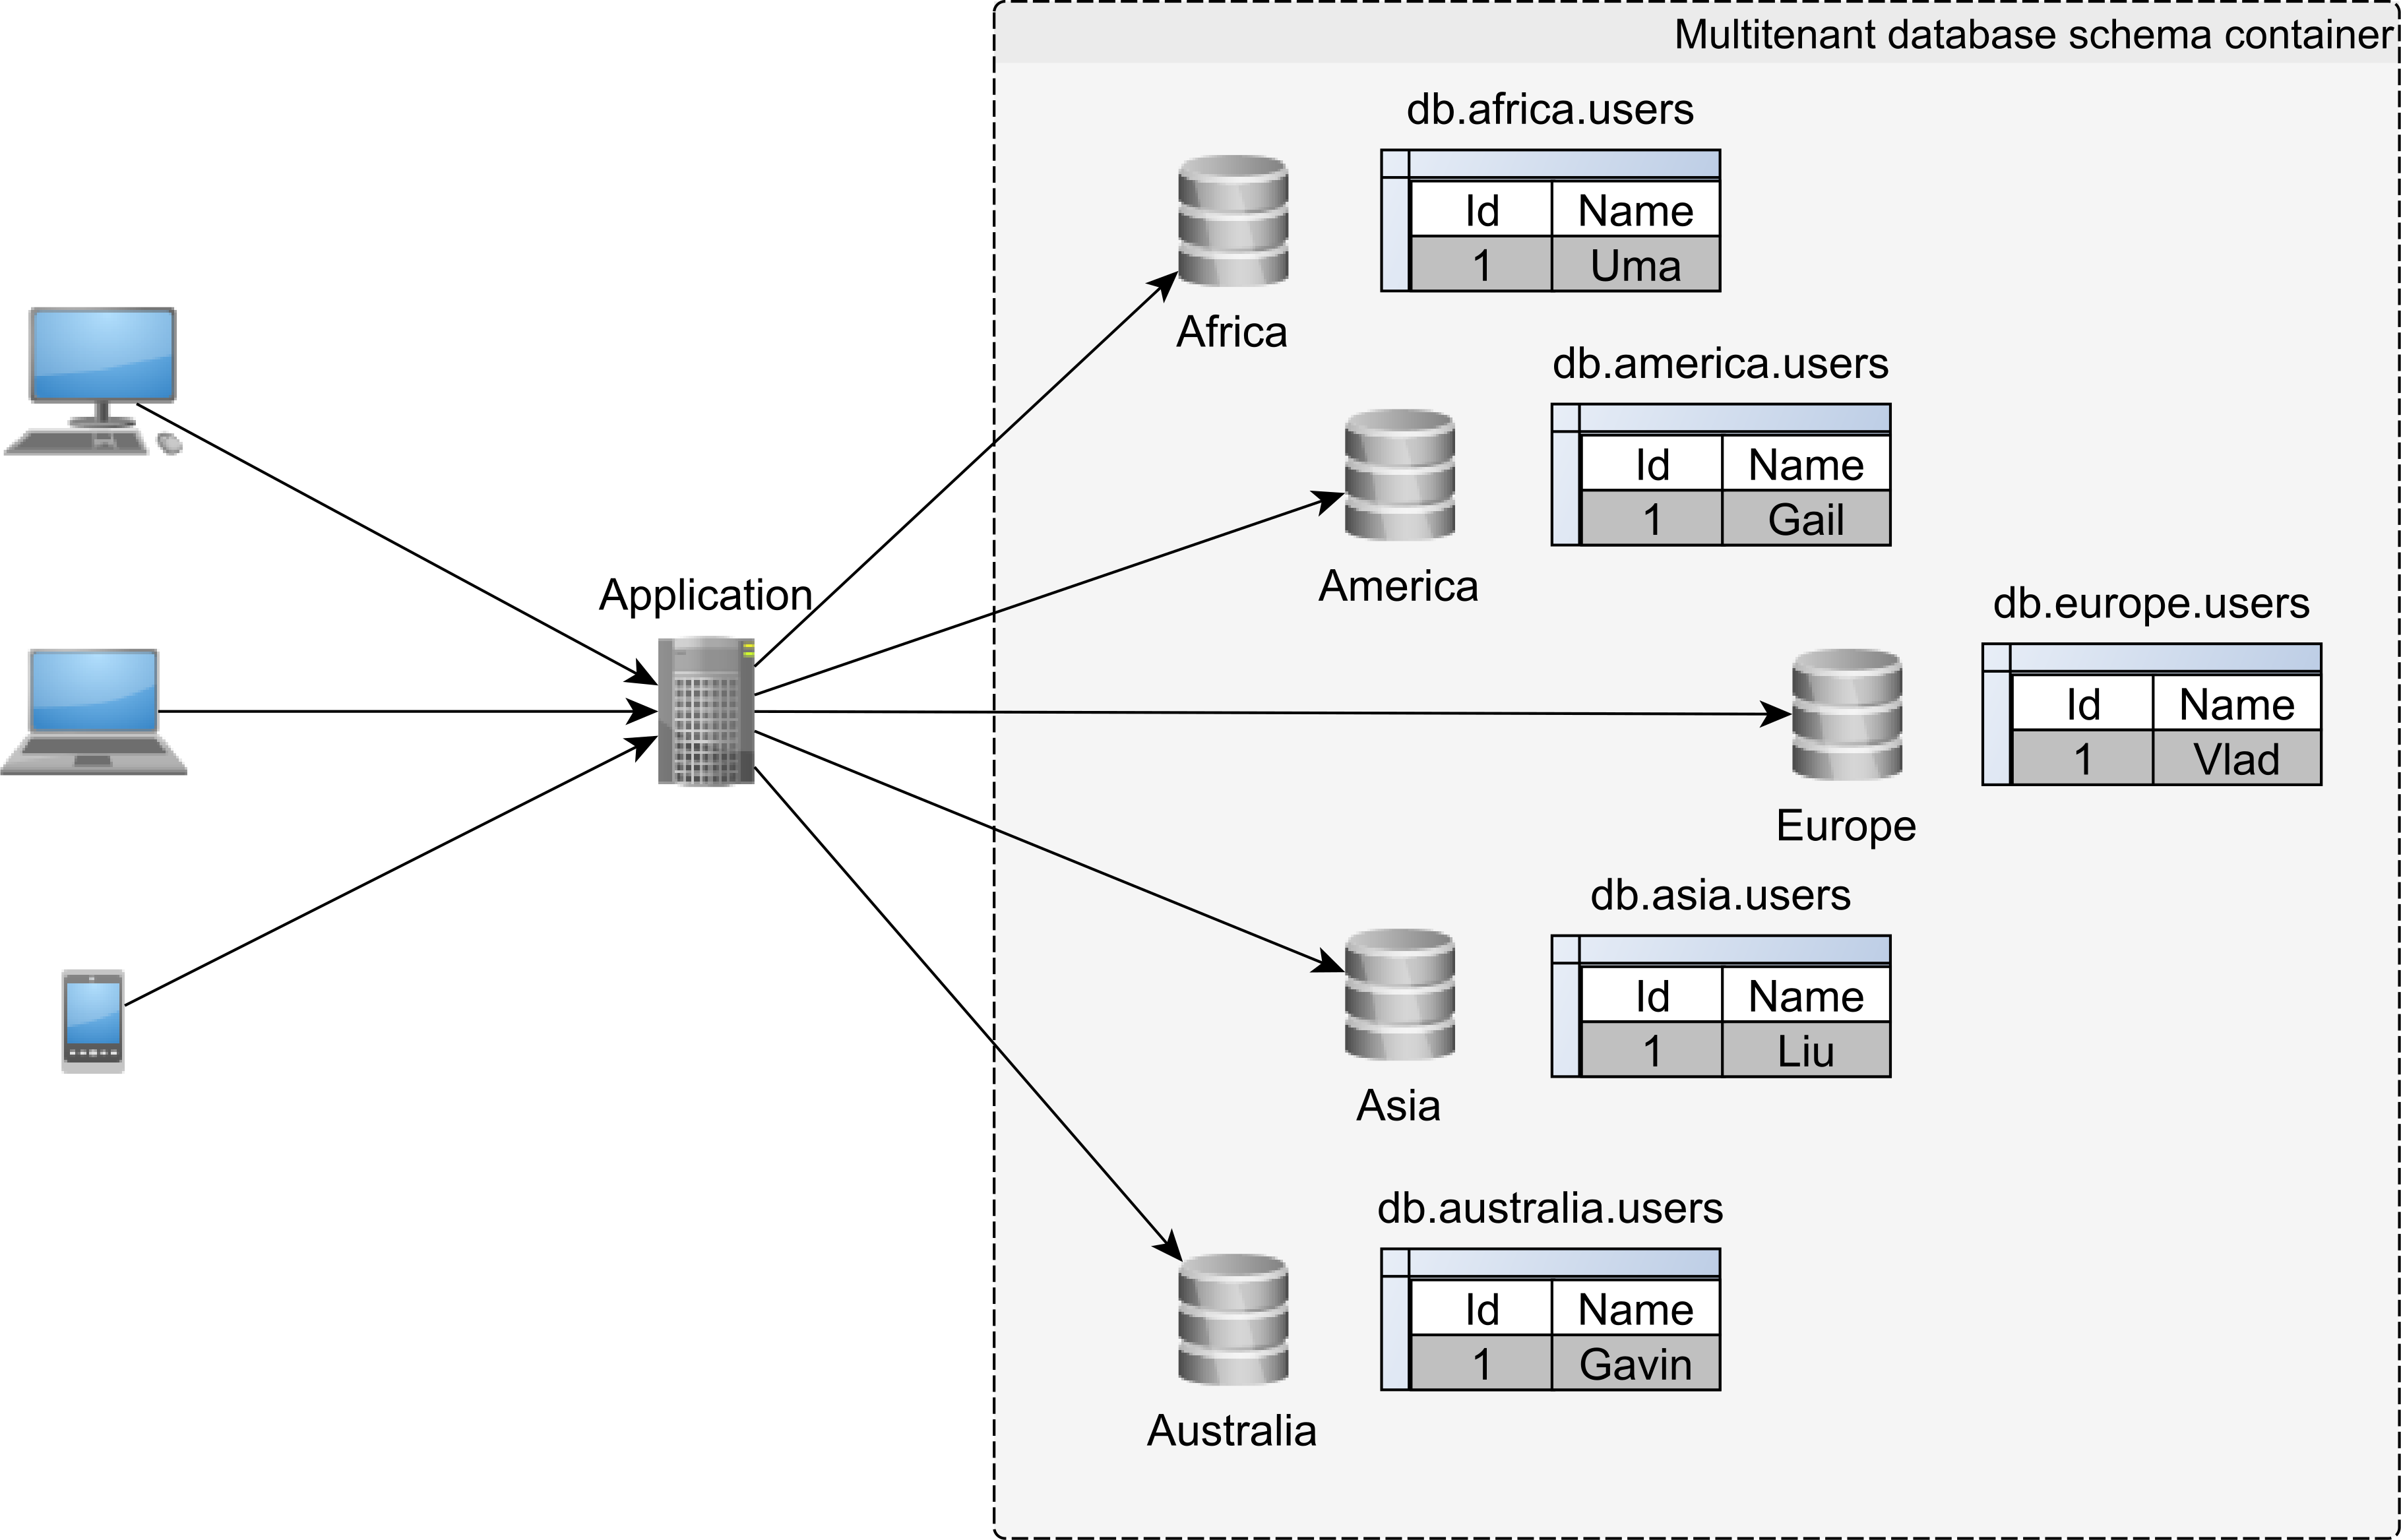 Multitenant database schema container
db.africa.users
Id Name
1 Uma
Africa
db.america.users
Id Name
1 Gail
America
Application
db.europe.users
Id Name
1 Vlad
Europe
db.asia.users
Id Name
1 Liu
Asia
db.australia.users
Id Name
1 Gavin
Australia